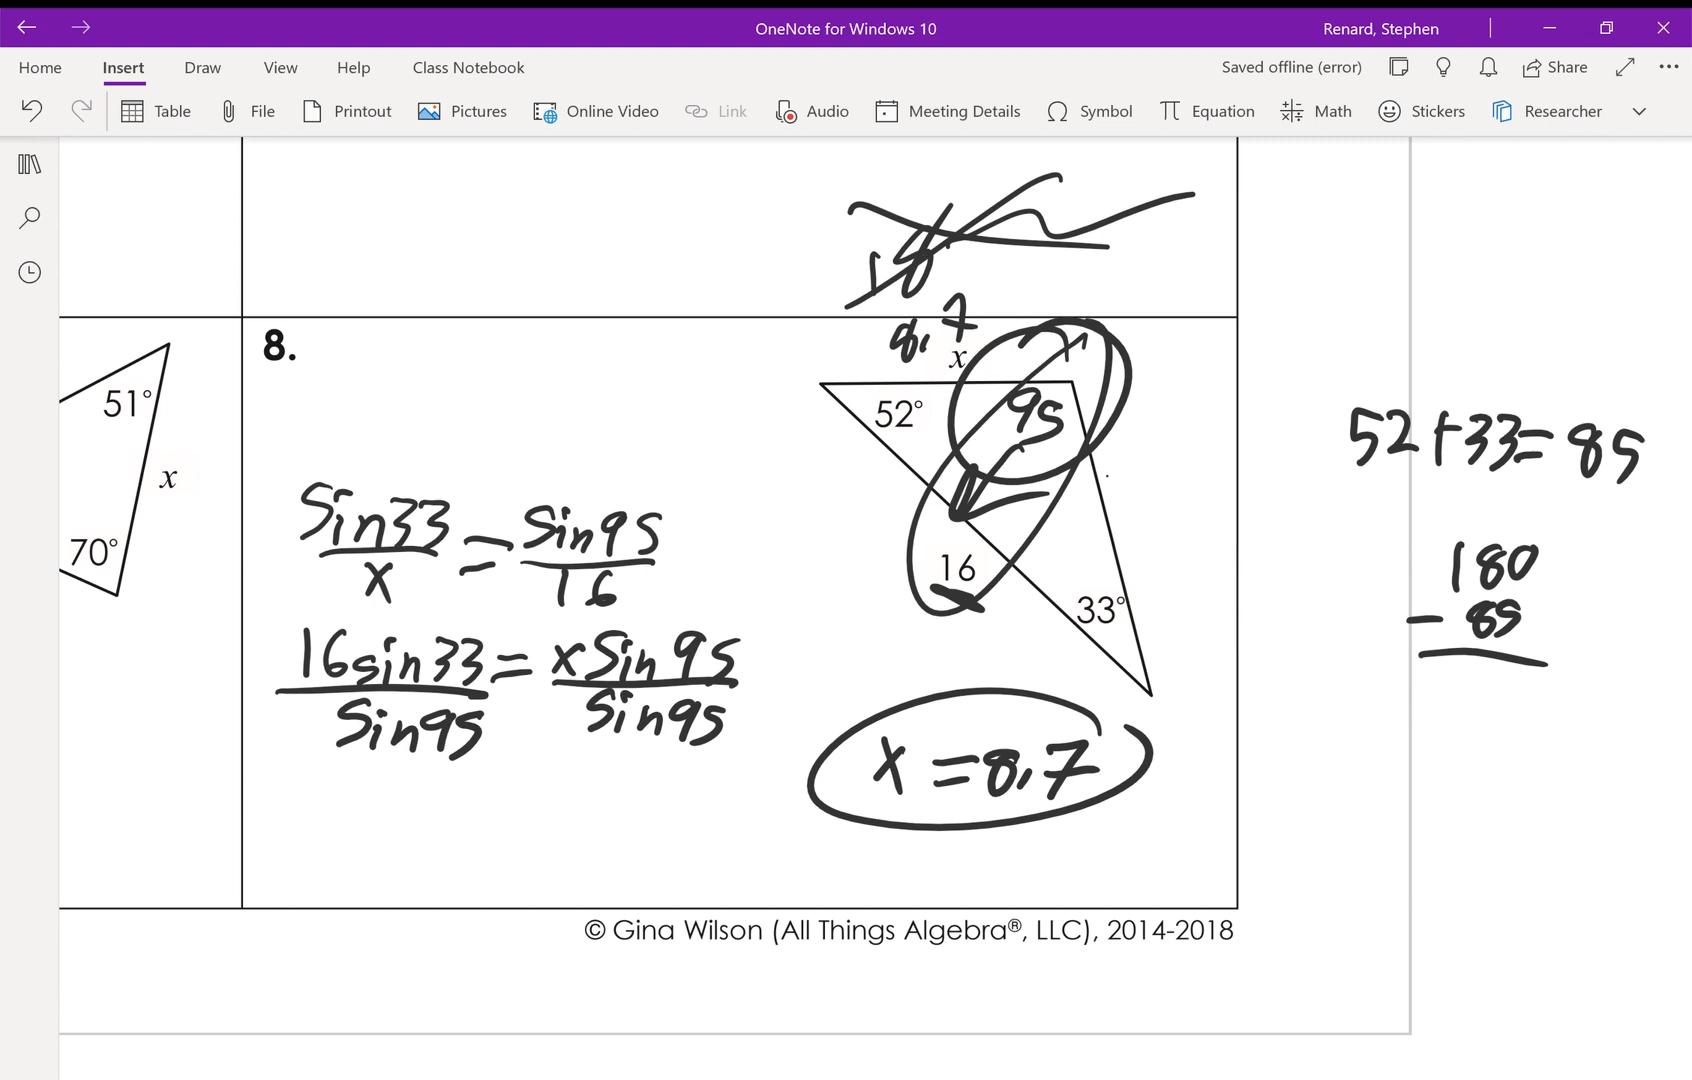 OneNote for Windows 10
Renard, Stephen
Home Insert Draw View Help Class Notebook
Saved offline (error) Share
Table File Printout Pictures Online Video Link Audio Meeting Details Symbol Equation Math Stickers Researcher
8.
8.7
x
51°
x
70°
52°
95
16
33°
52+33=85
180
- 85
Sin33 = Sin95
x 16
16sin33 = xSin95
Sin95 Sin95
x = 8.7
© Gina Wilson (All Things Algebra®, LLC), 2014-2018